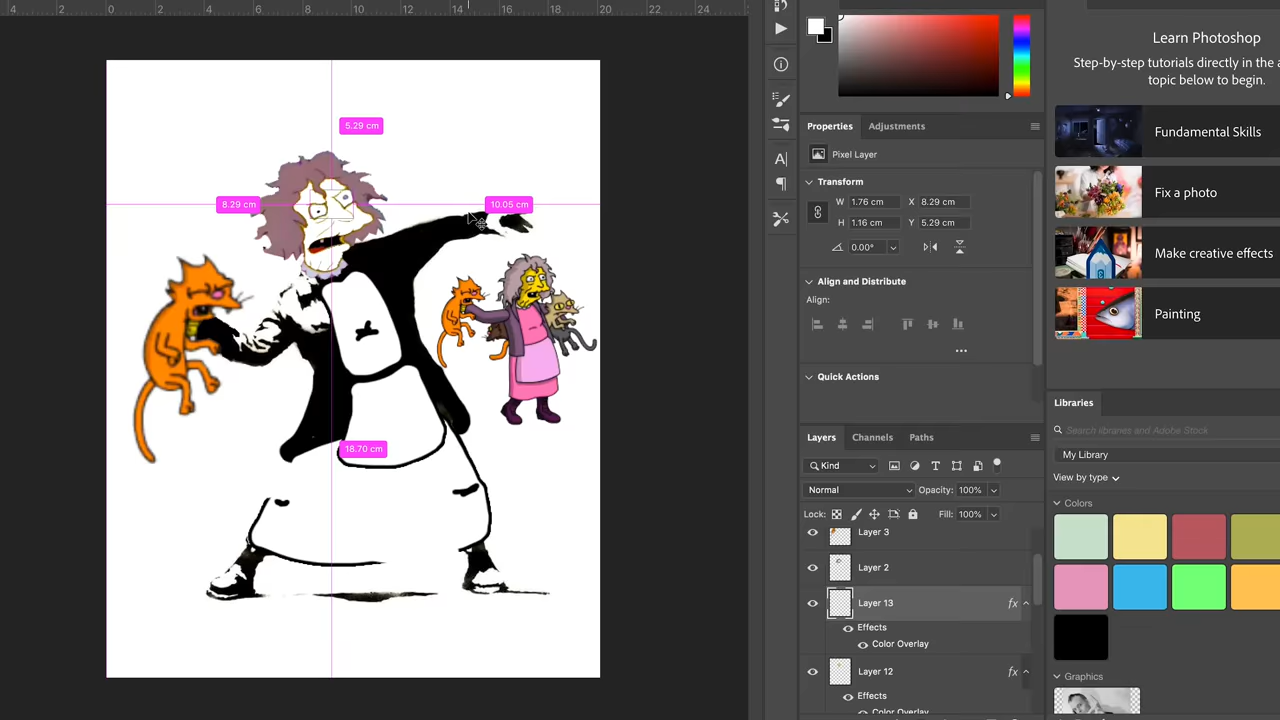 4 2 0 2 4 6 8 10 12 14 16 18 20 22 24
5.29 cm
8.29 cm
10.05 cm
18.70 cm
Properties Adjustments
Pixel Layer
Transform
W 1.76 cm X 8.29 cm
H 1.16 cm Y 5.29 cm
0.00°
Align and Distribute
Align:
Quick Actions
Layers Channels Paths
Kind
Normal Opacity: 100%
Lock: Fill: 100%
Layer 3
Layer 2
Layer 13 fx
Effects
Color Overlay
Layer 12 fx
Effects
Color Overlay
Learn Photoshop
Step-by-step tutorials directly in the a
topic below to begin.
Fundamental Skills
Fix a photo
Make creative effects
Painting
Libraries
Search libraries and Adobe Stock
My Library
View by type
Colors
Graphics